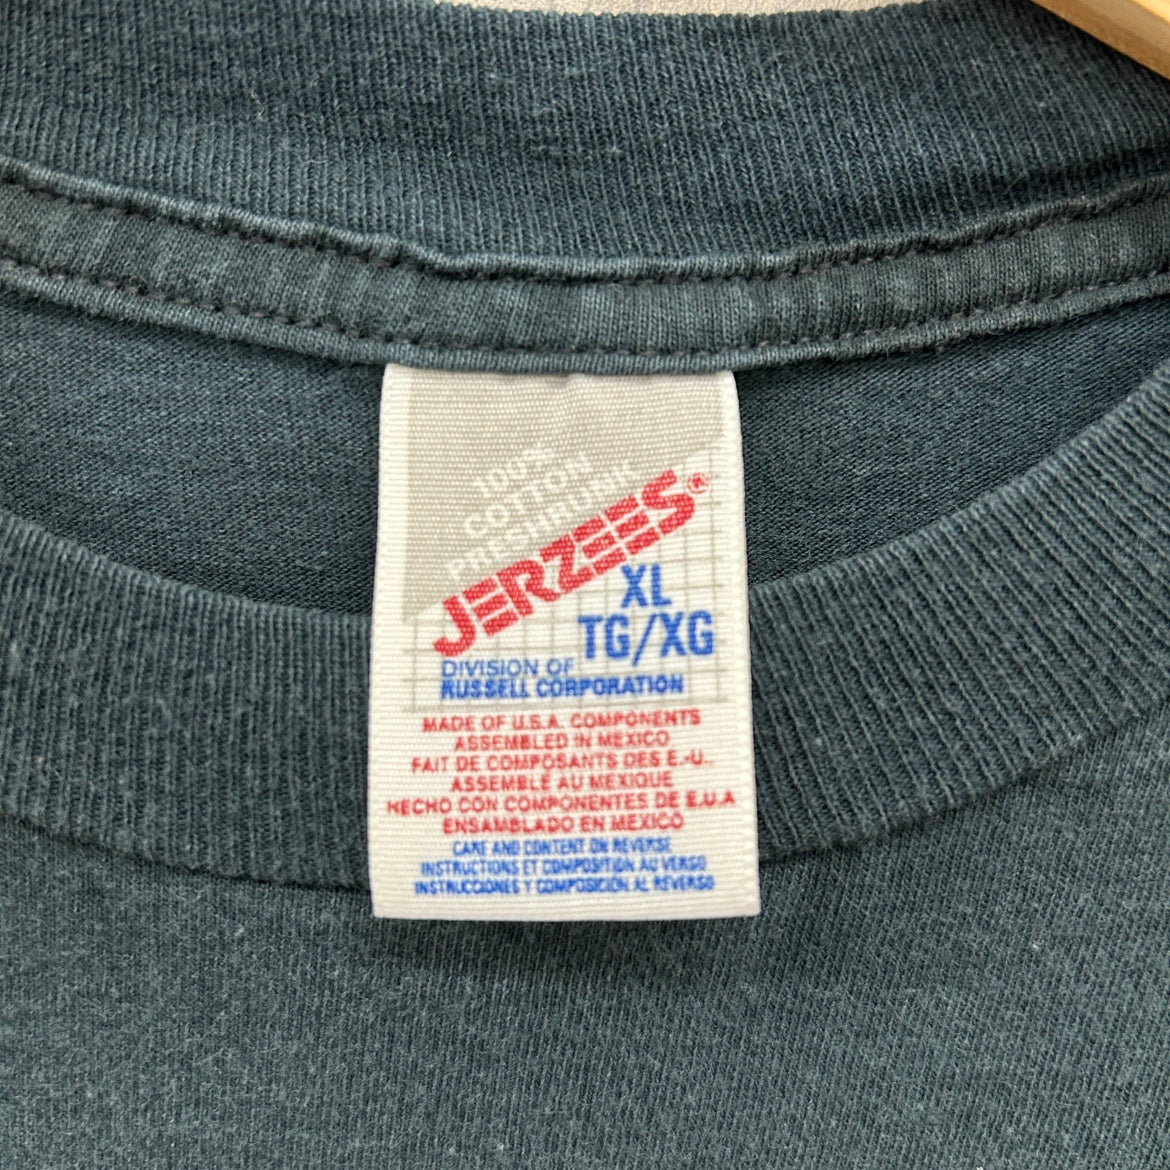 100%
COTTON
PRESHRUNK
JERZEES®
XL
TG/XG
DIVISION OF
RUSSELL CORPORATION
MADE OF U.S.A. COMPONENTS
ASSEMBLED IN MEXICO
FAIT DE COMPOSANTS DES E.-U..
ASSEMBLÉ AU MEXIQUE
HECHO CON COMPONENTES DE E.U.A
ENSAMBLADO EN MEXICO
CARE AND CONTENT ON REVERSE
INSTRUCTIONS ET COMPOSITION AU VERSO
INSTRUCCIONES Y COMPOSICION AL REVERSO